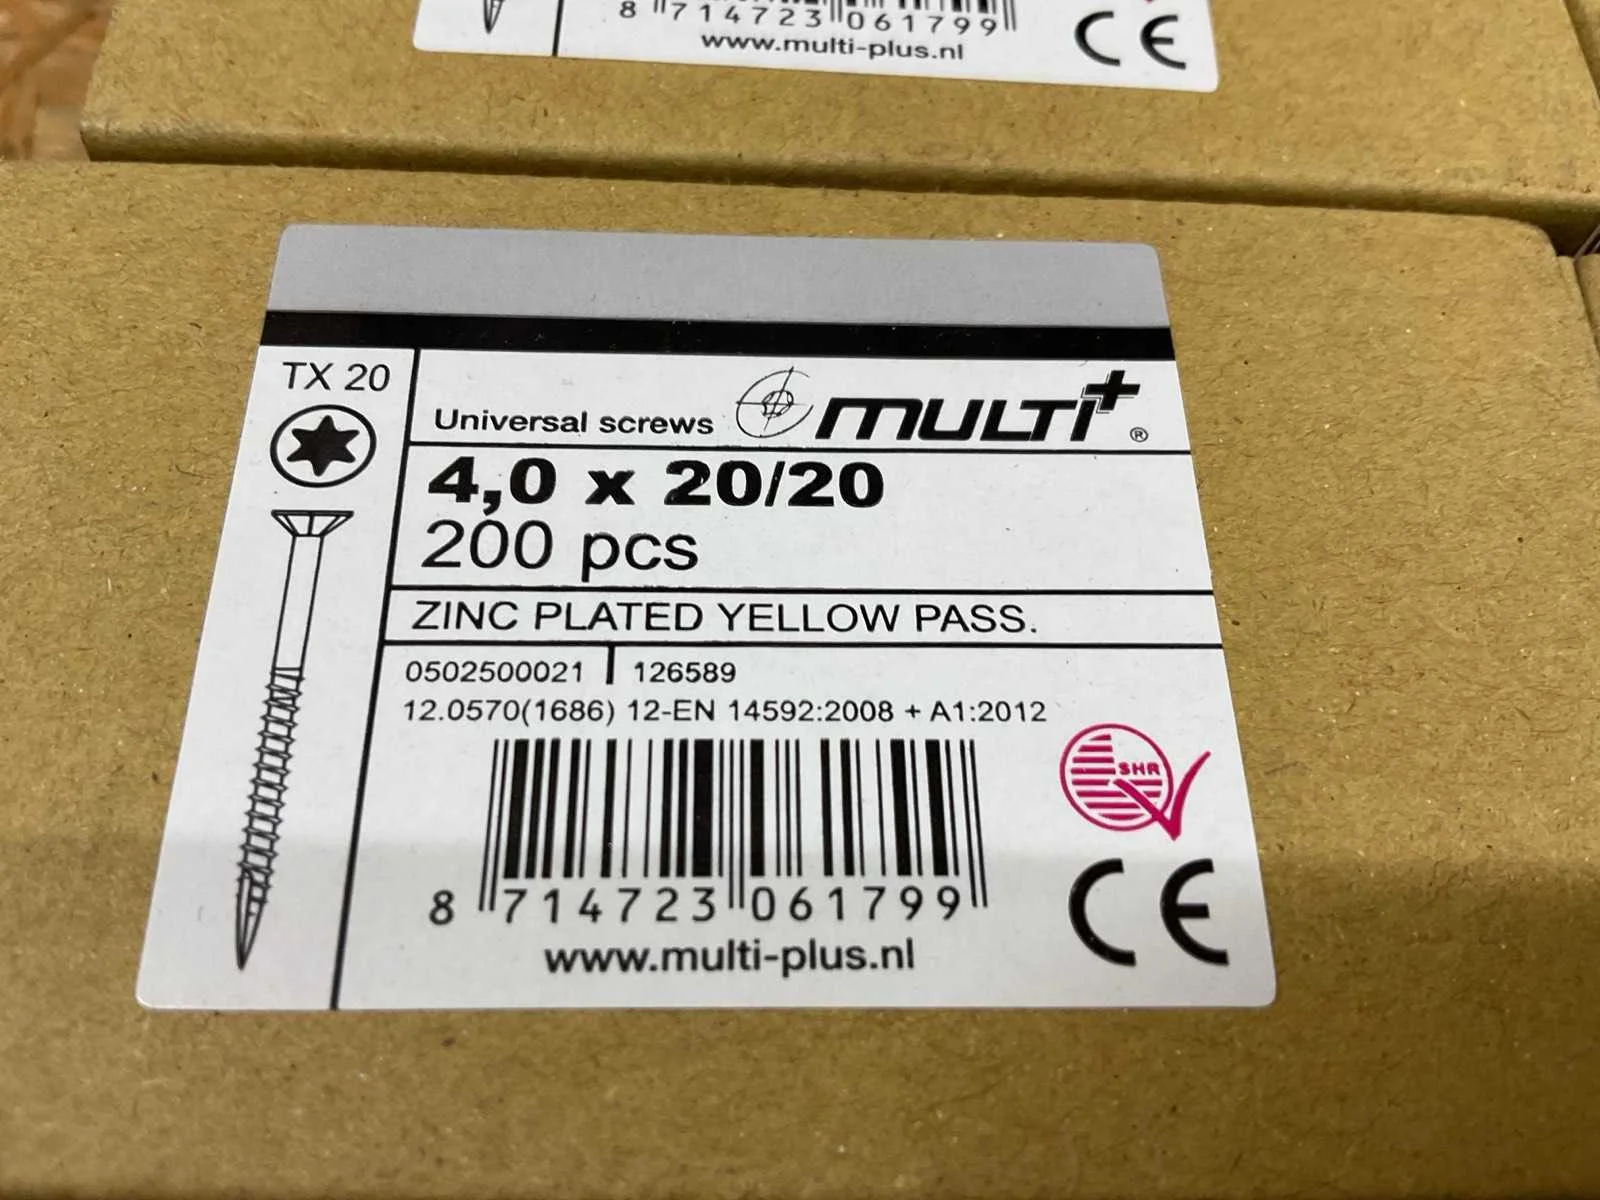 8 714723 061799
www.multi-plus.nl
CE
TX 20
Universal screws MULTI+ ®
4,0 x 20/20
200 pcs
ZINC PLATED YELLOW PASS.
0502500021 | 126589
12.0570(1686) 12-EN 14592:2008 + A1:2012
SHR
8 714723 061799
www.multi-plus.nl
CE